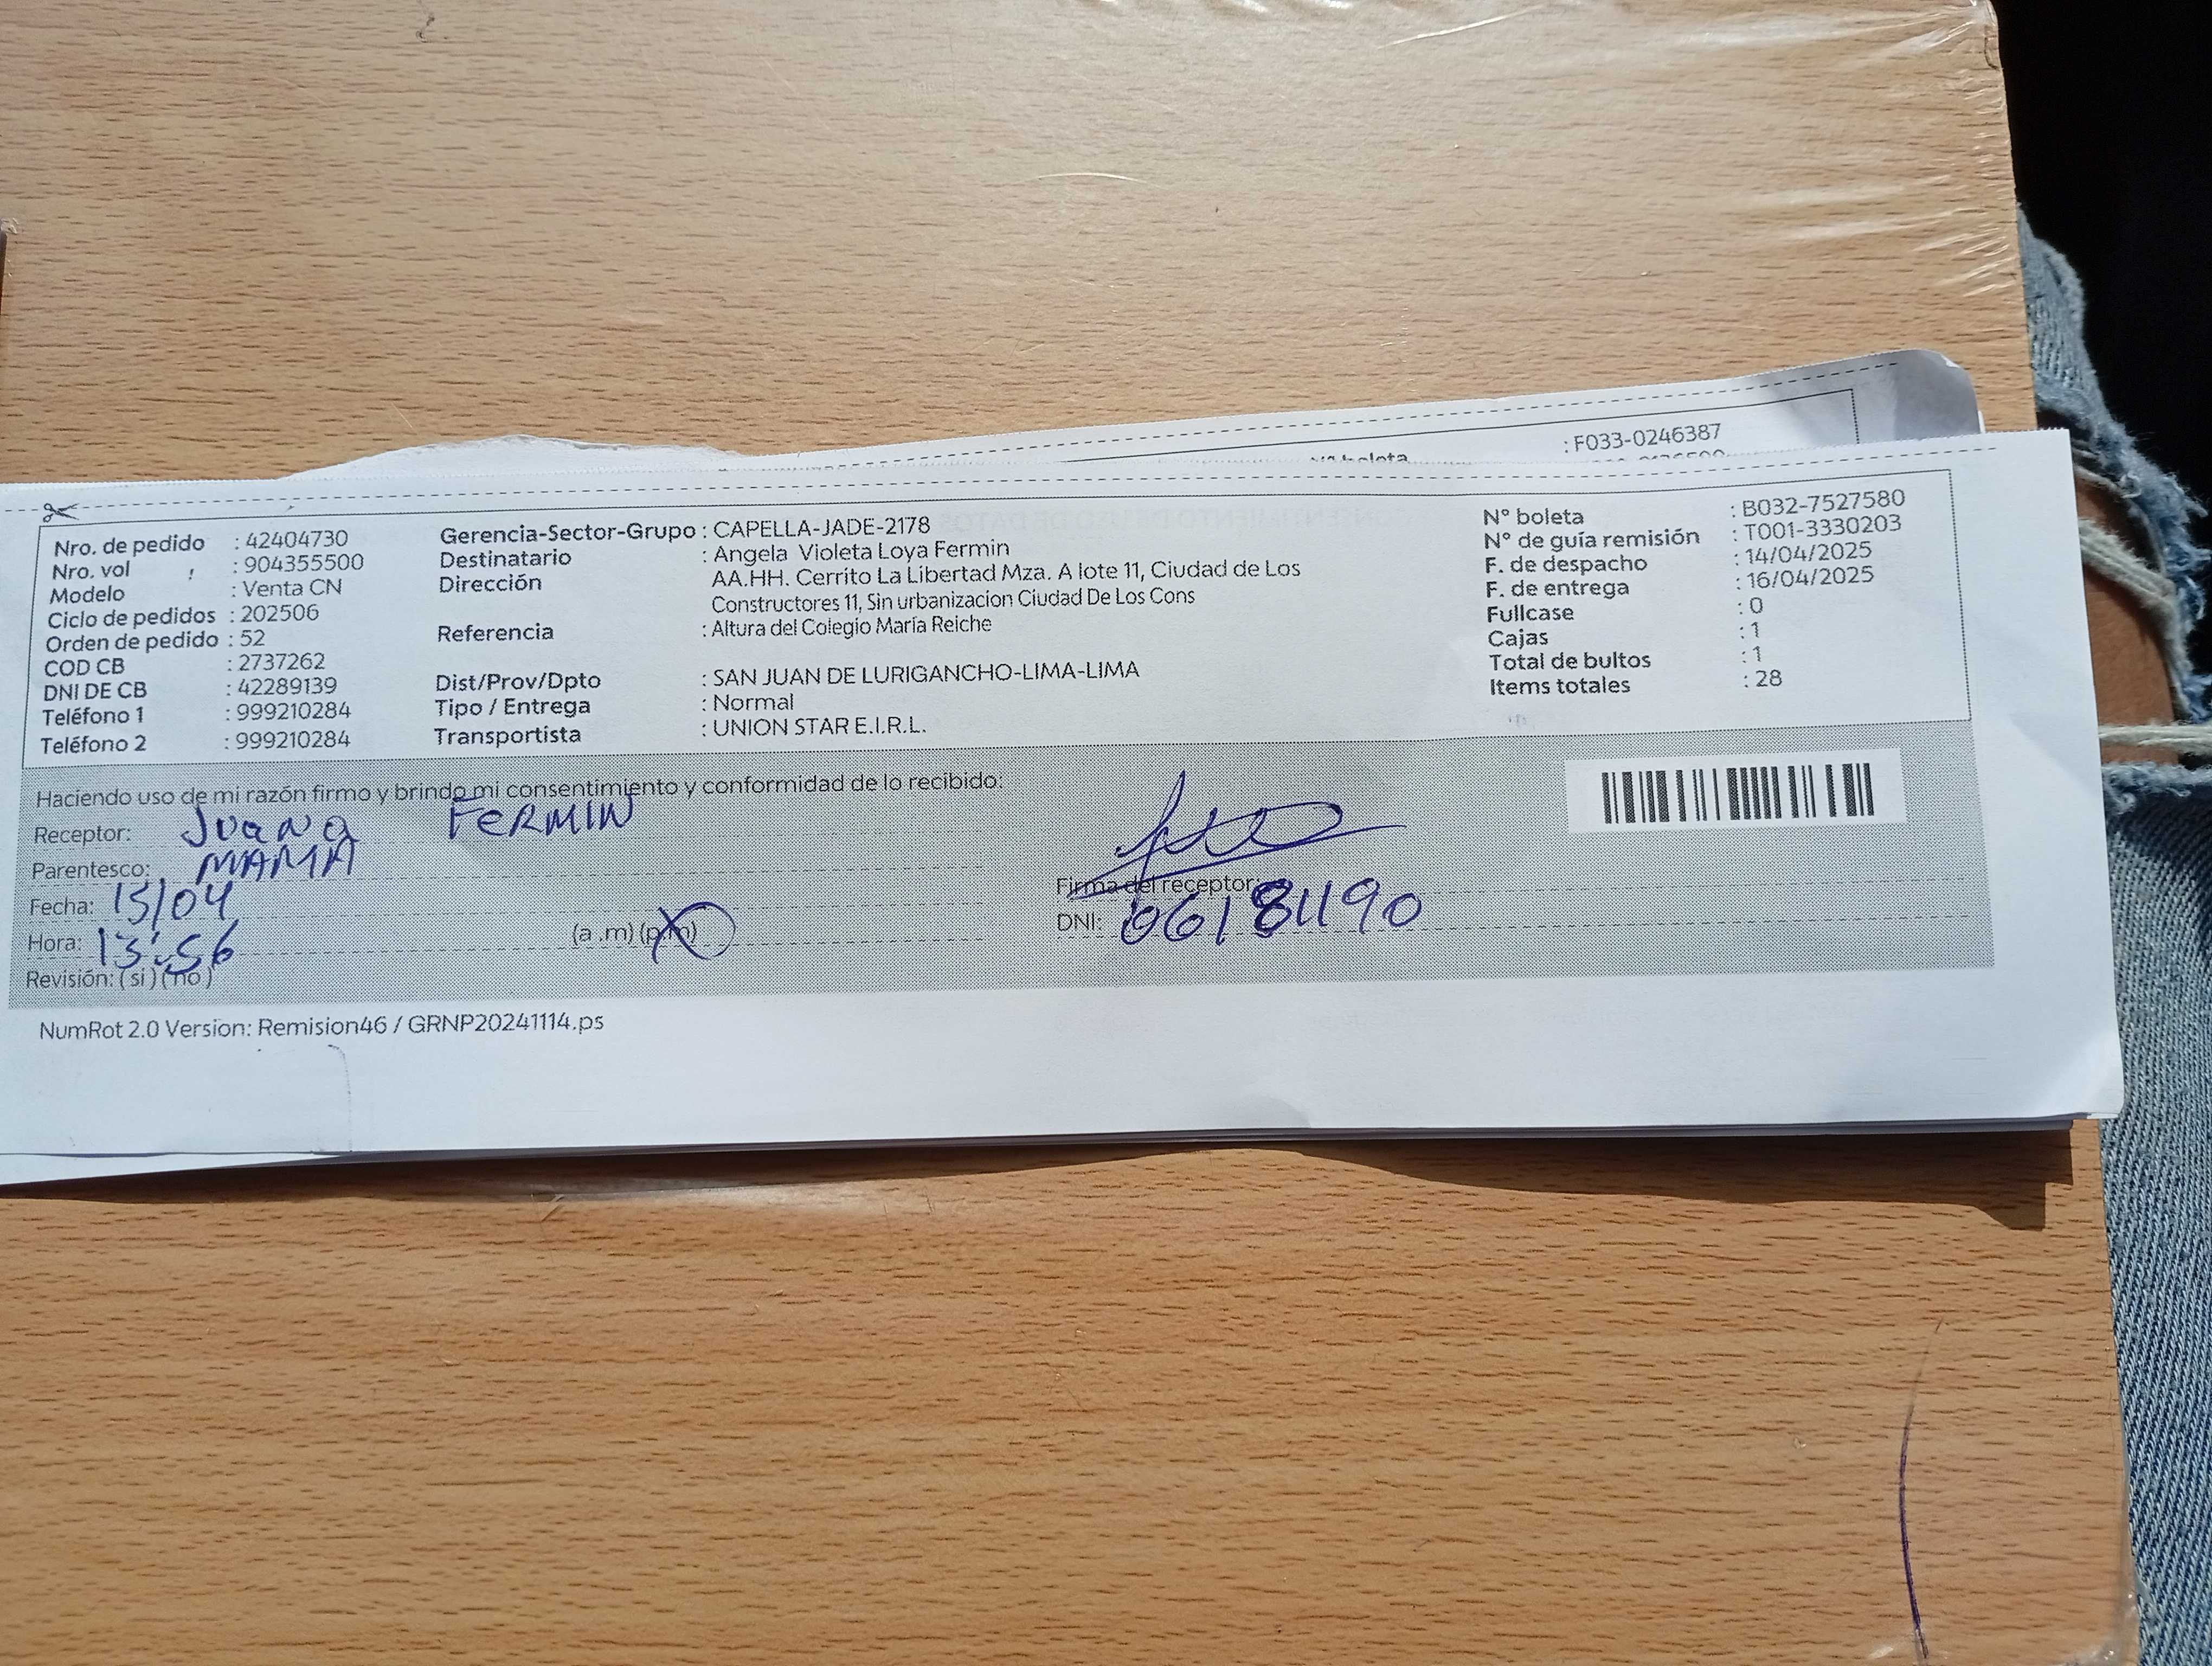 : F033-0246387
Nro. de pedido : 42404730
Nro. vol : 904355500
Modelo : Venta CN
Ciclo de pedidos : 202506
Orden de pedido : 52
COD CB : 2737262
DNI DE CB : 42289139
Teléfono 1 : 999210284
Teléfono 2 : 999210284
Gerencia-Sector-Grupo : CAPELLA-JADE-2178
Destinatario : Angela Violeta Loya Fermin
Dirección AA.HH. Cerrito La Libertad Mza. A lote 11, Ciudad de Los
Constructores 11, Sin urbanizacion Ciudad De Los Cons
Referencia : Altura del Colegio María Reiche
Dist/Prov/Dpto : SAN JUAN DE LURIGANCHO-LIMA-LIMA
Tipo / Entrega : Normal
Transportista : UNION STAR E.I.R.L.
N° boleta : B032-7527580
N° de guía remisión : T001-3330203
F. de despacho : 14/04/2025
F. de entrega : 16/04/2025
Fullcase : 0
Cajas : 1
Total de bultos : 1
Items totales : 28
Haciendo uso de mi razón firmo y brindo mi consentimiento y conformidad de lo recibido:
Receptor: Juana FERMIN
Parentesco: MAMA
Fecha: 15/04
Hora: 13:56 (a .m) (p.m)
Revisión: ( si ) ( no )
Firma del receptor:
DNI: 06181190
NumRot 2.0 Version: Remision46 / GRNP20241114.ps